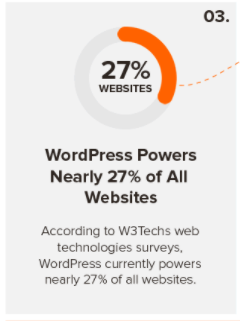 03.
27%
WEBSITES
WordPress Powers
Nearly 27% of All
Websites
According to W3Techs web
technologies surveys,
WordPress currently powers
nearly 27% of all websites.